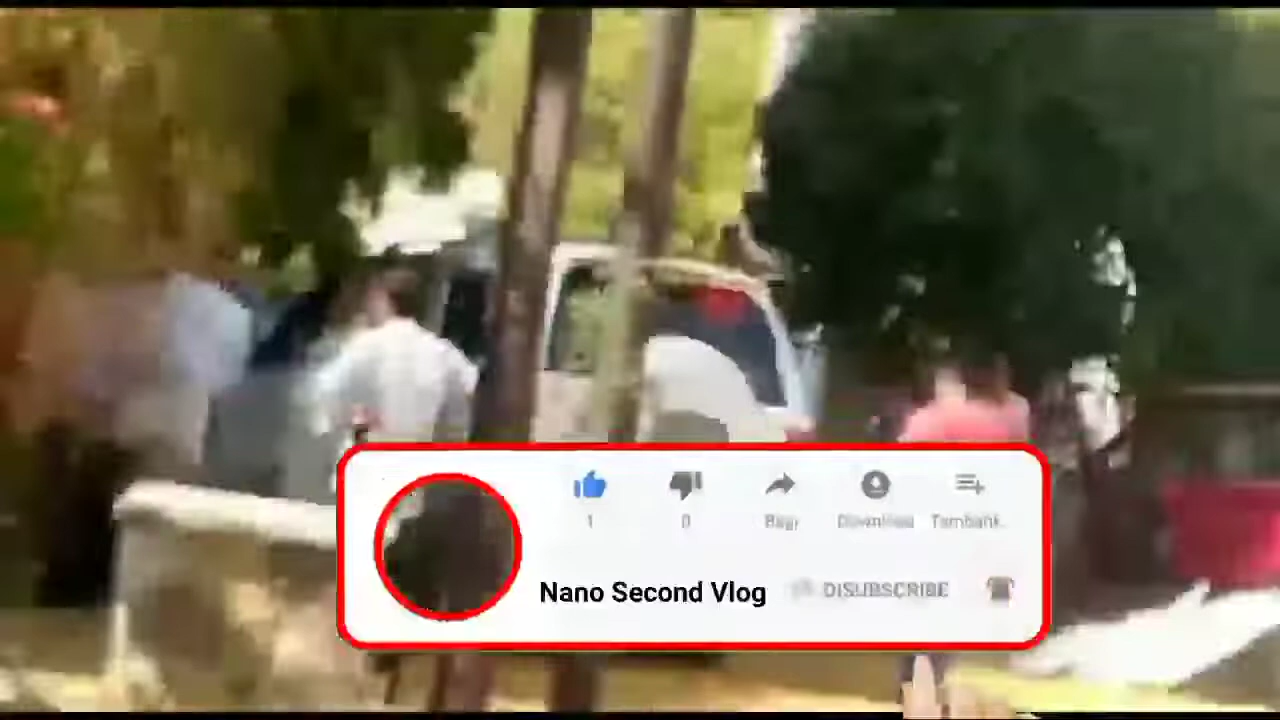 1
0
Bagi
Download
Tambahk..
Nano Second Vlog
DISUBSCRIBE